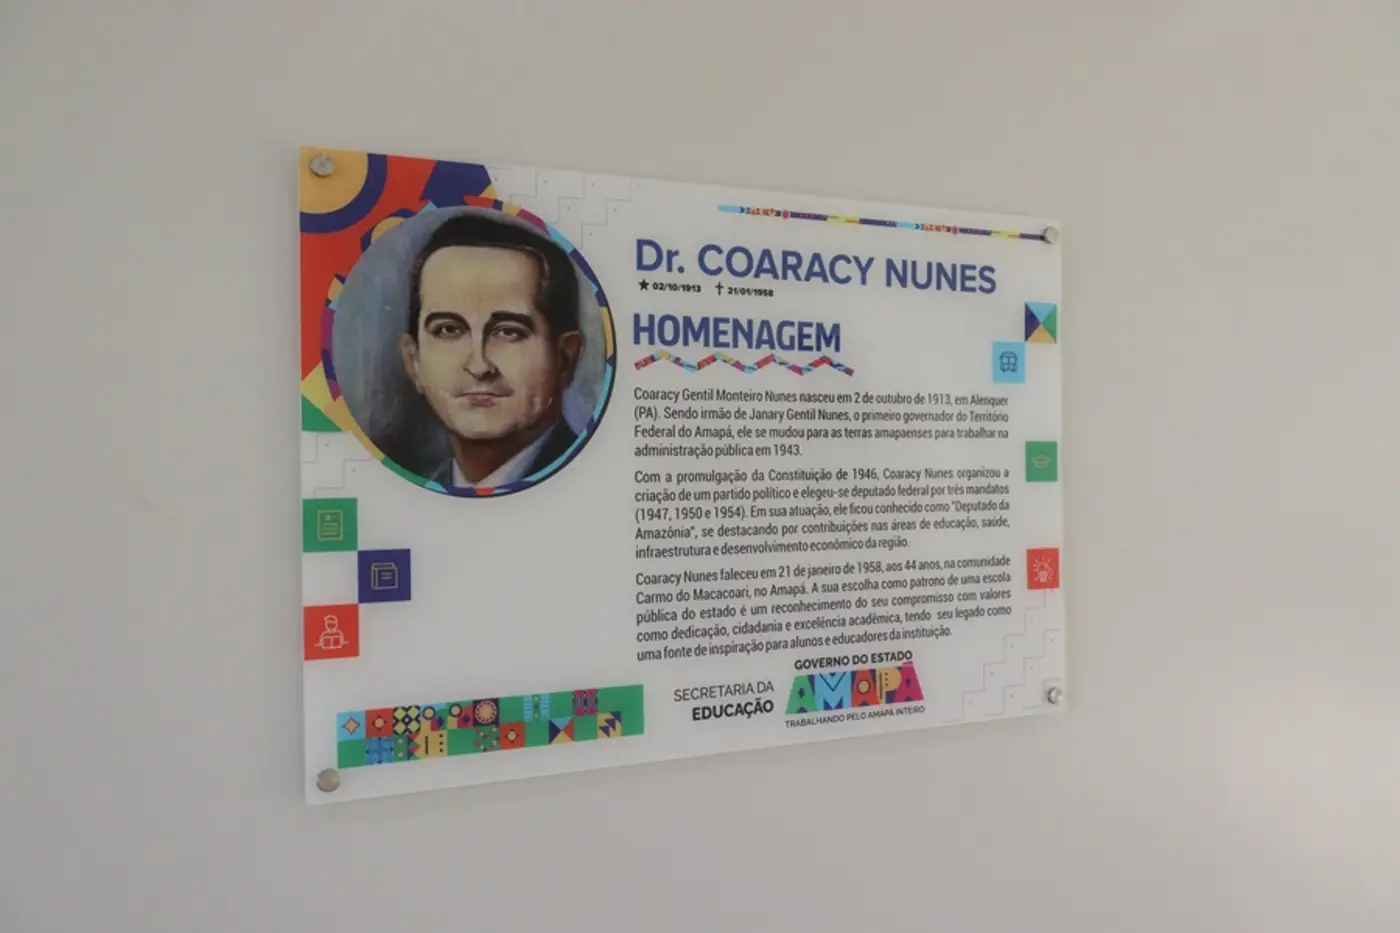 Dr. COARACY NUNES
02/10/1913 21/01/1958
HOMENAGEM
Coaracy Gentil Monteiro Nunes nasceu em 2 de outubro de 1913, em Alenquer
(PA). Sendo irmão de Janary Gentil Nunes, o primeiro governador do Território
Federal do Amapá, ele se mudou para as terras amapaenses para trabalhar na
administração pública em 1943.
Com a promulgação da Constituição de 1946, Coaracy Nunes organizou a
criação de um partido político e elegeu-se deputado federal por três mandatos
(1947, 1950 e 1954). Em sua atuação, ele ficou conhecido como "Deputado da
Amazônia", se destacando por contribuições nas áreas de educação, saúde,
infraestrutura e desenvolvimento econômico da região.
Coaracy Nunes faleceu em 21 de janeiro de 1958, aos 44 anos, na comunidade
Carmo do Macacoari, no Amapá. A sua escolha como patrono de uma escola
pública do estado é um reconhecimento do seu compromisso com valores
como dedicação, cidadania e excelência acadêmica, tendo seu legado como
uma fonte de inspiração para alunos e educadores da instituição.
SECRETARIA DA
EDUCAÇÃO
GOVERNO DO ESTADO
AMAPÁ
TRABALHANDO PELO AMAPÁ INTEIRO